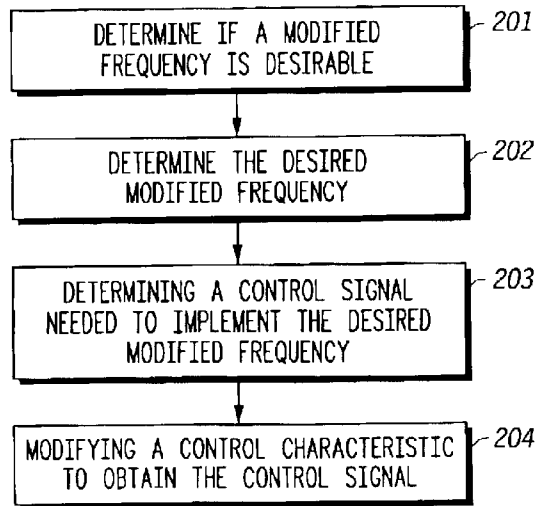 DETERMINE IF A MODIFIED
FREQUENCY IS DESIRABLE
201
DETERMINE THE DESIRED
MODIFIED FREQUENCY
202
DETERMINING A CONTROL SIGNAL
NEEDED TO IMPLEMENT THE DESIRED
MODIFIED FREQUENCY
203
MODIFYING A CONTROL CHARACTERISTIC
TO OBTAIN THE CONTROL SIGNAL
204